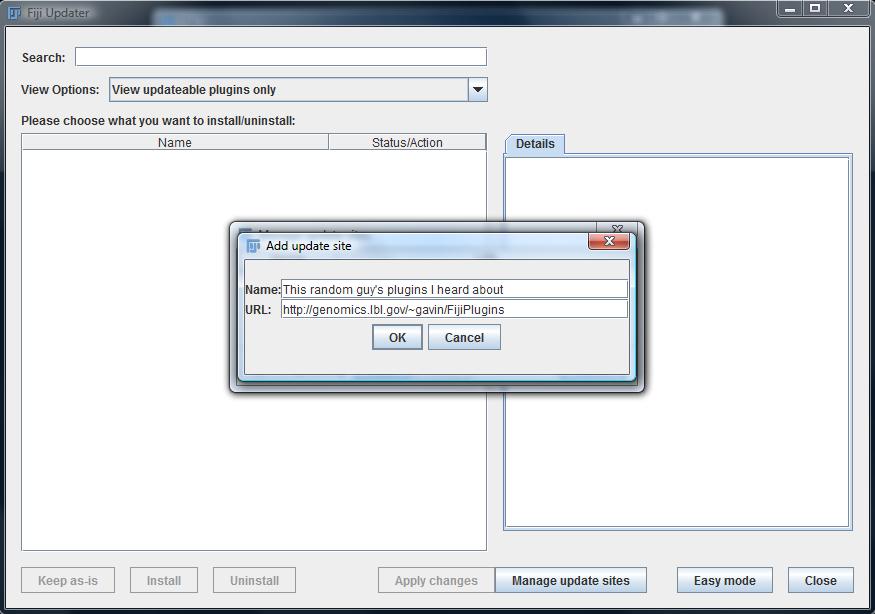 Fiji Updater
Search:
View Options: View updateable plugins only
Please choose what you want to install/uninstall:
Name Status/Action
Details
Add update site
Name: This random guy's plugins I heard about
URL: http://genomics.lbl.gov/~gavin/FijiPlugins
OK Cancel
Keep as-is Install Uninstall Apply changes Manage update sites Easy mode Close